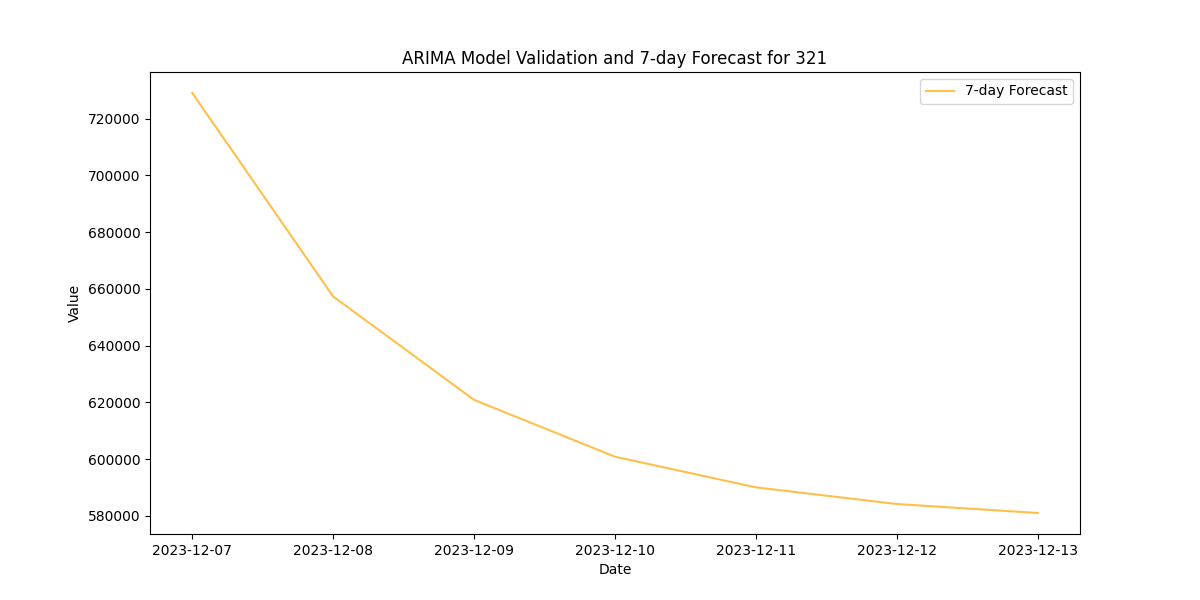 ARIMA Model Validation and 7-day Forecast for 321
7-day Forecast
720000
700000
680000
660000
640000
620000
600000
580000
Value
2023-12-07 2023-12-08 2023-12-09 2023-12-10 2023-12-11 2023-12-12 2023-12-13
Date